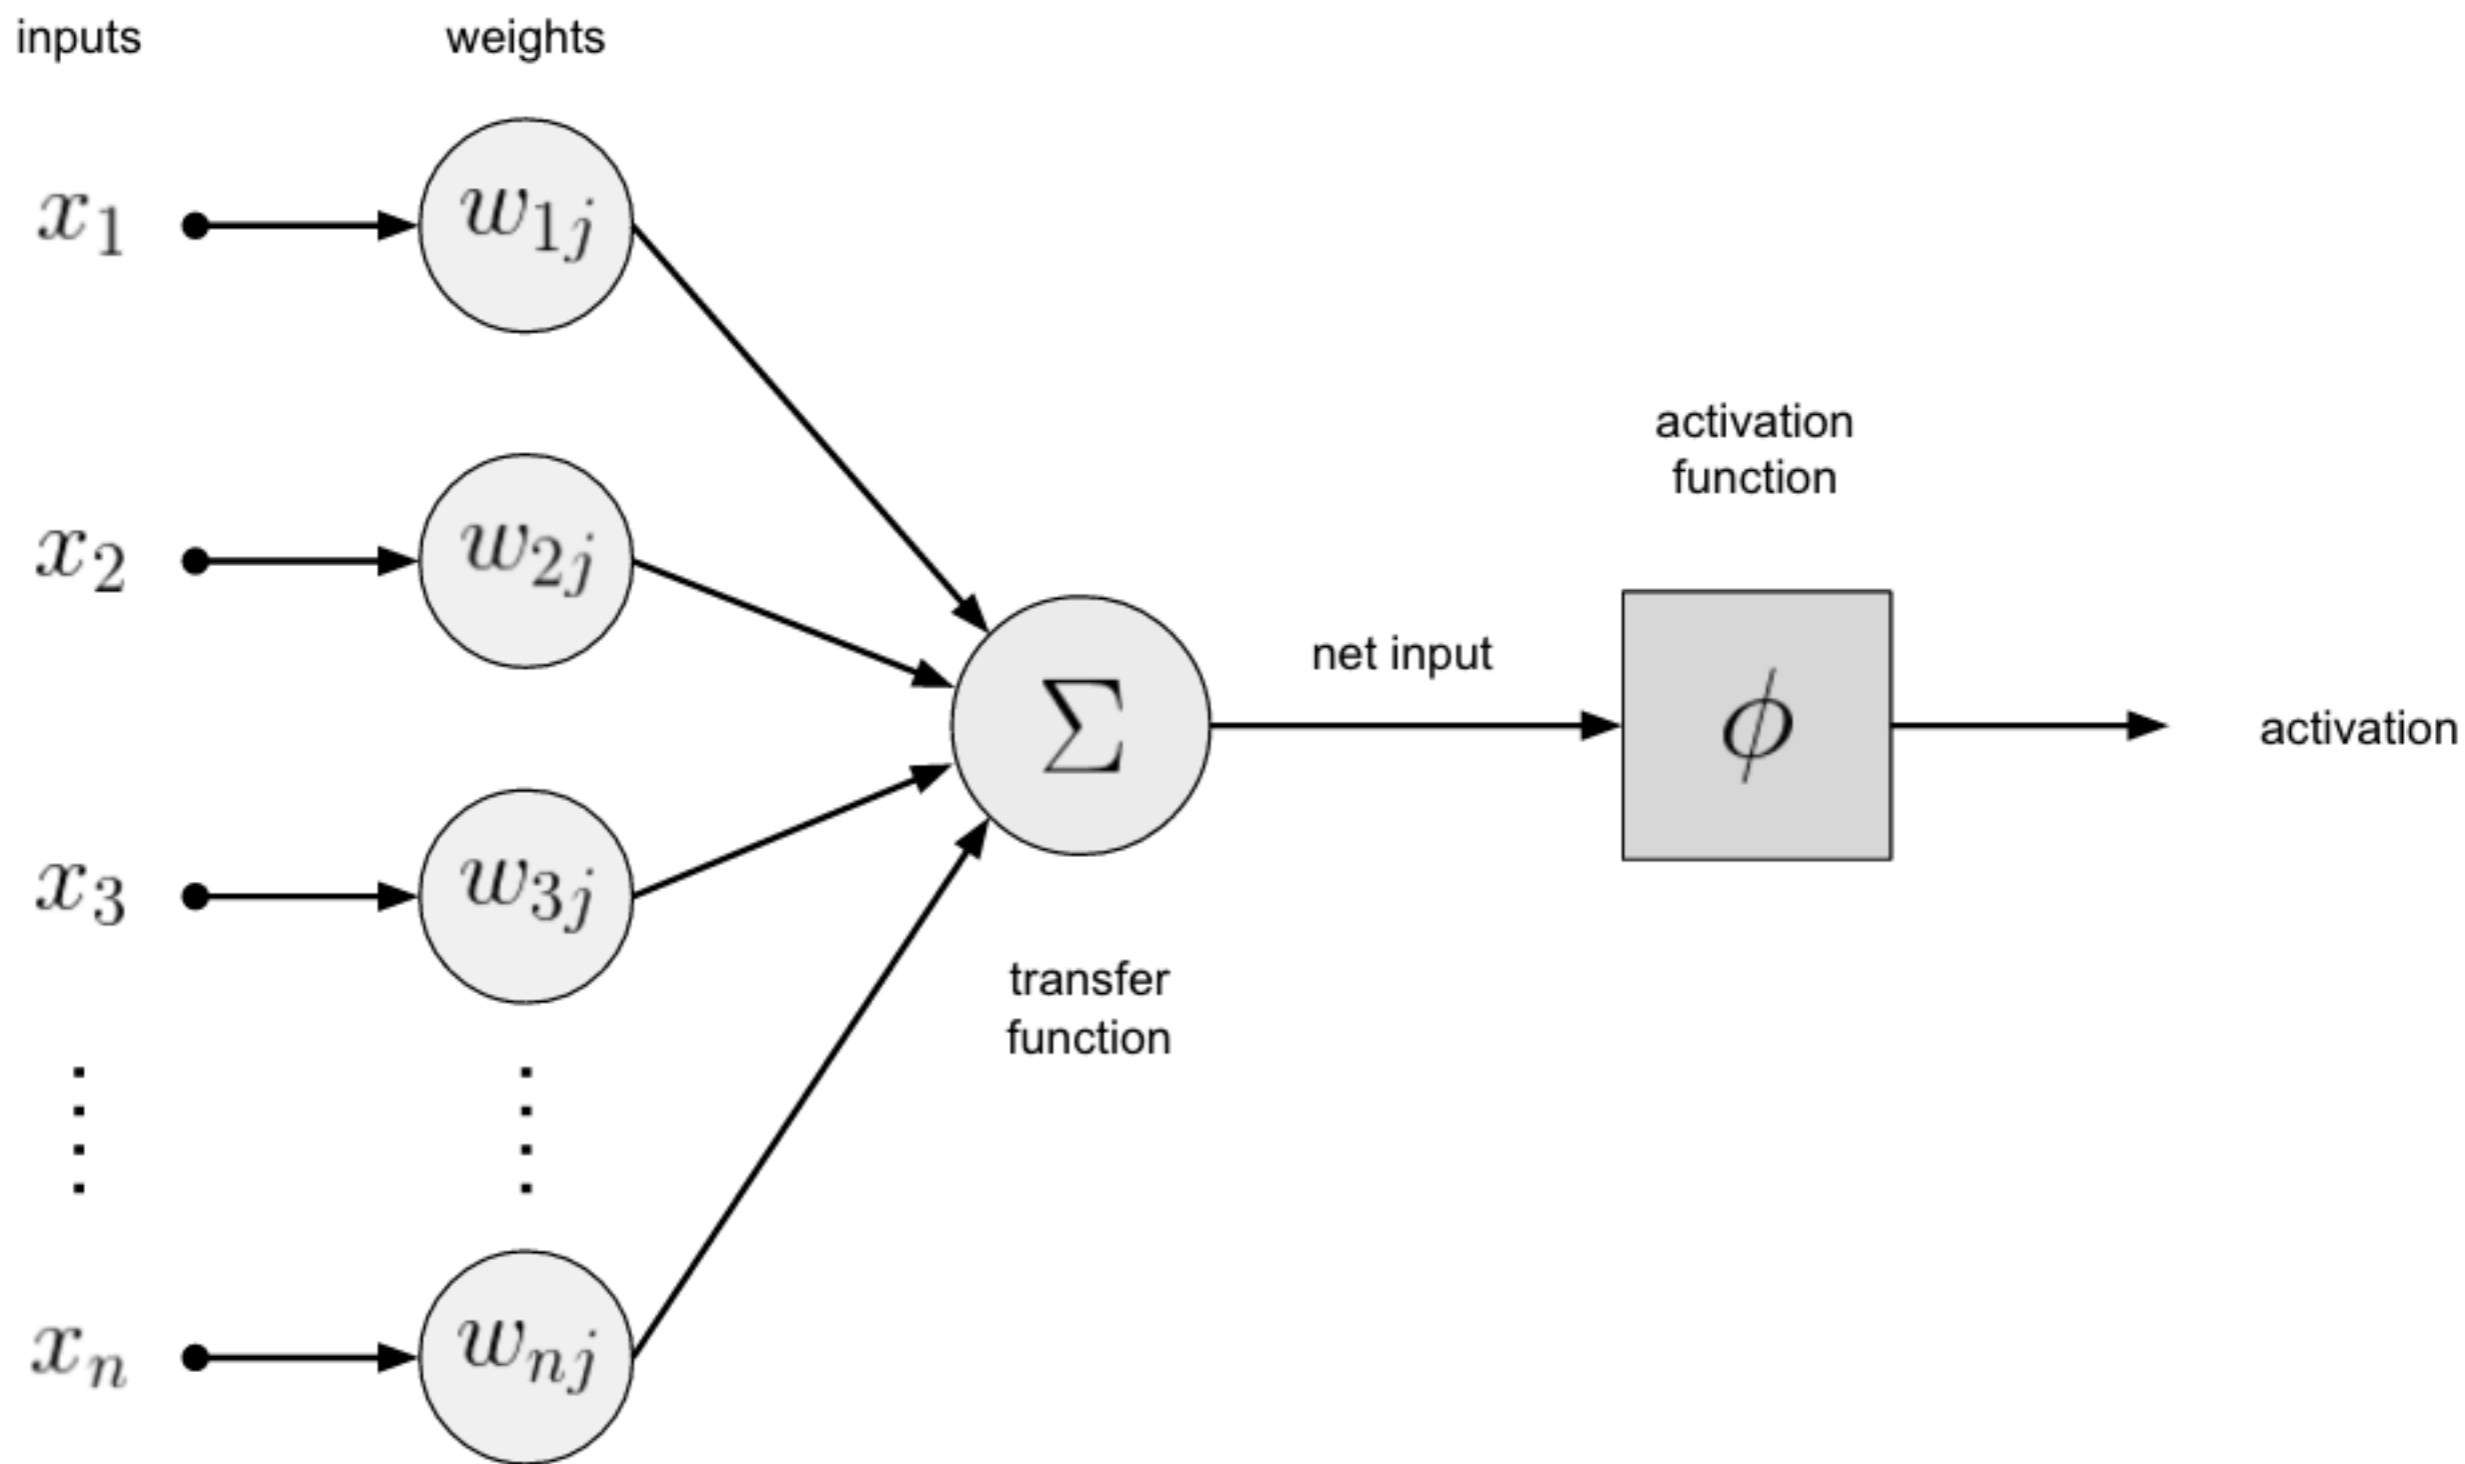 inputs
weights
x₁
w₁ⱼ
x₂
w₂ⱼ
x₃
w₃ⱼ
xₙ
wₙⱼ
Σ
transfer
function
net input
activation
function
ϕ
activation